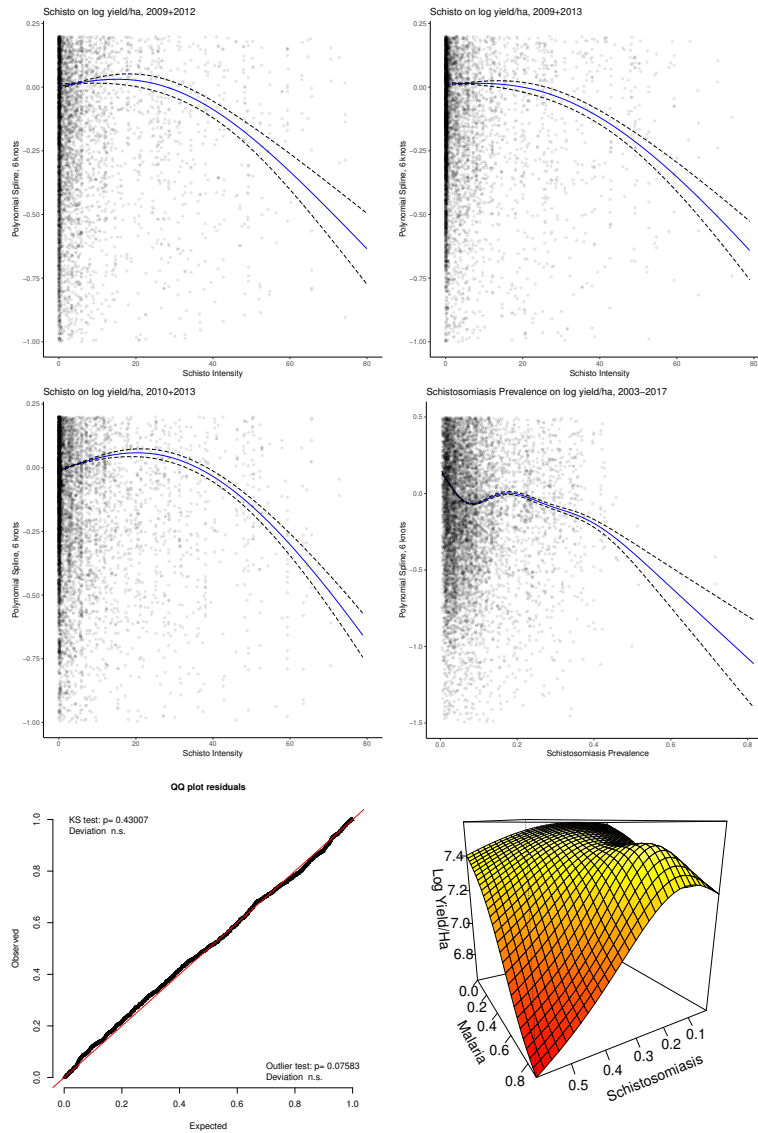 Schisto on log yield/ha, 2009+2012
0.25
0.00
−0.25
−0.50
−0.75
−1.00
Polynomial Spline, 6 knots
0 20 40 60 80
Schisto Intensity
Schisto on log yield/ha, 2009+2013
0.25
0.00
−0.25
−0.50
−0.75
−1.00
Polynomial Spline, 6 knots
0 20 40 60 80
Schisto Intensity
Schisto on log yield/ha, 2010+2013
0.25
0.00
−0.25
−0.50
−0.75
−1.00
Polynomial Spline, 6 knots
0 20 40 60 80
Schisto Intensity
Schistosomiasis Prevalence on log yield/ha, 2003−2017
0.5
0.0
−0.5
−1.0
−1.5
Polynomial Spline, 6 knots
0.0 0.2 0.4 0.6 0.8
Schistosomiasis Prevalence
QQ plot residuals
KS test: p= 0.43007
Deviation n.s.
1.0
0.8
0.6
0.4
0.2
0.0
Observed
Outlier test: p= 0.07583
Deviation n.s.
0.0 0.2 0.4 0.6 0.8 1.0
Expected
7.4
7.2
7.0
6.8
Log Yield/Ha
0.0
0.2
0.4
0.6
0.8
Malaria
0.5 0.4 0.3 0.2 0.1
Schistosomiasis